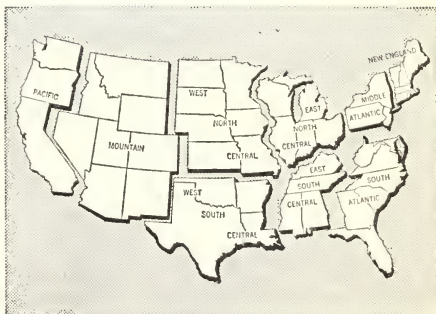 NEW ENGLAND
PACIFIC
WEST
NORTH
CENTRAL
EAST
NORTH
CENTRAL
MIDDLE
ATLANTIC
MOUNTAIN
WEST
SOUTH
CENTRAL
EAST
SOUTH
CENTRAL
SOUTH
ATLANTIC